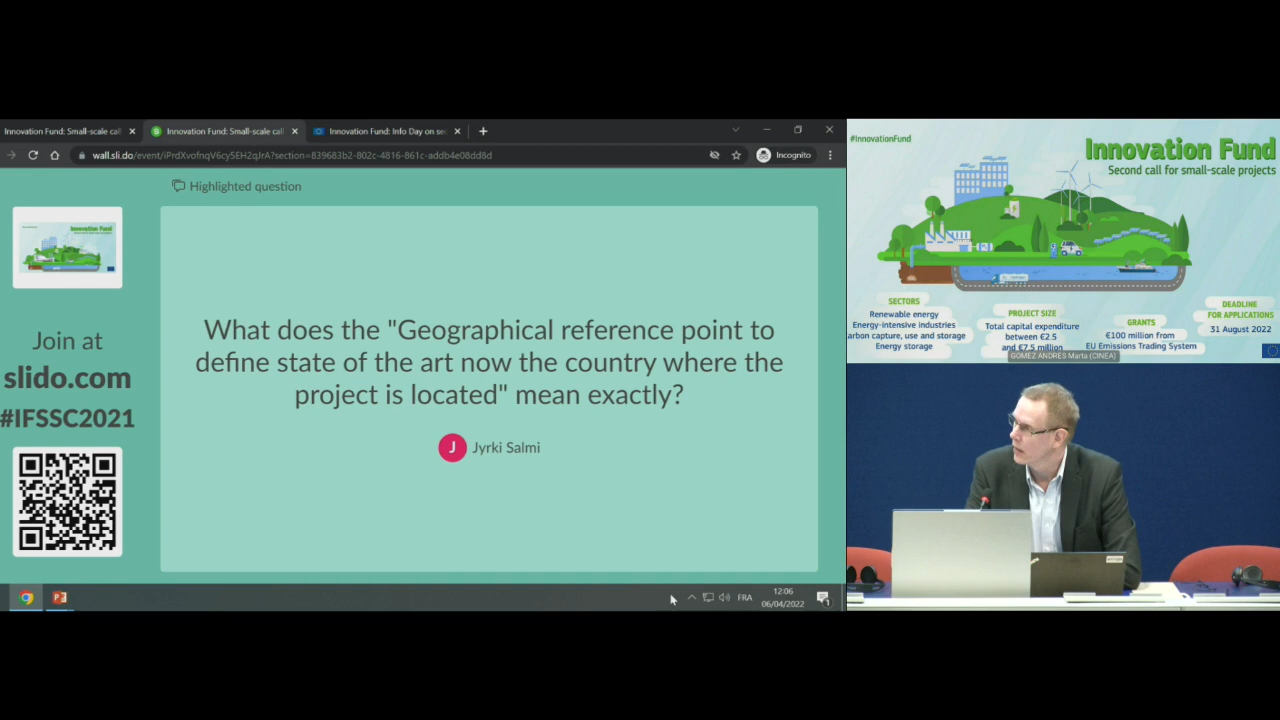 Innovation Fund: Small-scale cal
Innovation Fund: Small-scale cal
Innovation Fund: Info Day on se
wall.sli.do/event/iPrdXvofnqV6cy5EH2qJrA?section=839683b2-802c-4816-861c-addb4e08dd8d
Incognito
Highlighted question
Join at
slido.com
#IFSSC2021
What does the "Geographical reference point to
define state of the art now the country where the
project is located" mean exactly?
J Jyrki Salmi
FRA
12:06
06/04/2022
1
#InnovationFund
Innovation Fund
Second call for small-scale projects
SECTORS
Renewable energy
Energy-intensive industries
arbon capture, use and storage
Energy storage
PROJECT SIZE
Total capital expenditure
between €2.5
and €7.5 million
GRANTS
€100 million from
EU Emissions Trading System
DEADLINE
FOR APPLICATIONS
31 August 2022
GOMEZ ANDRES Marta (CINEA)